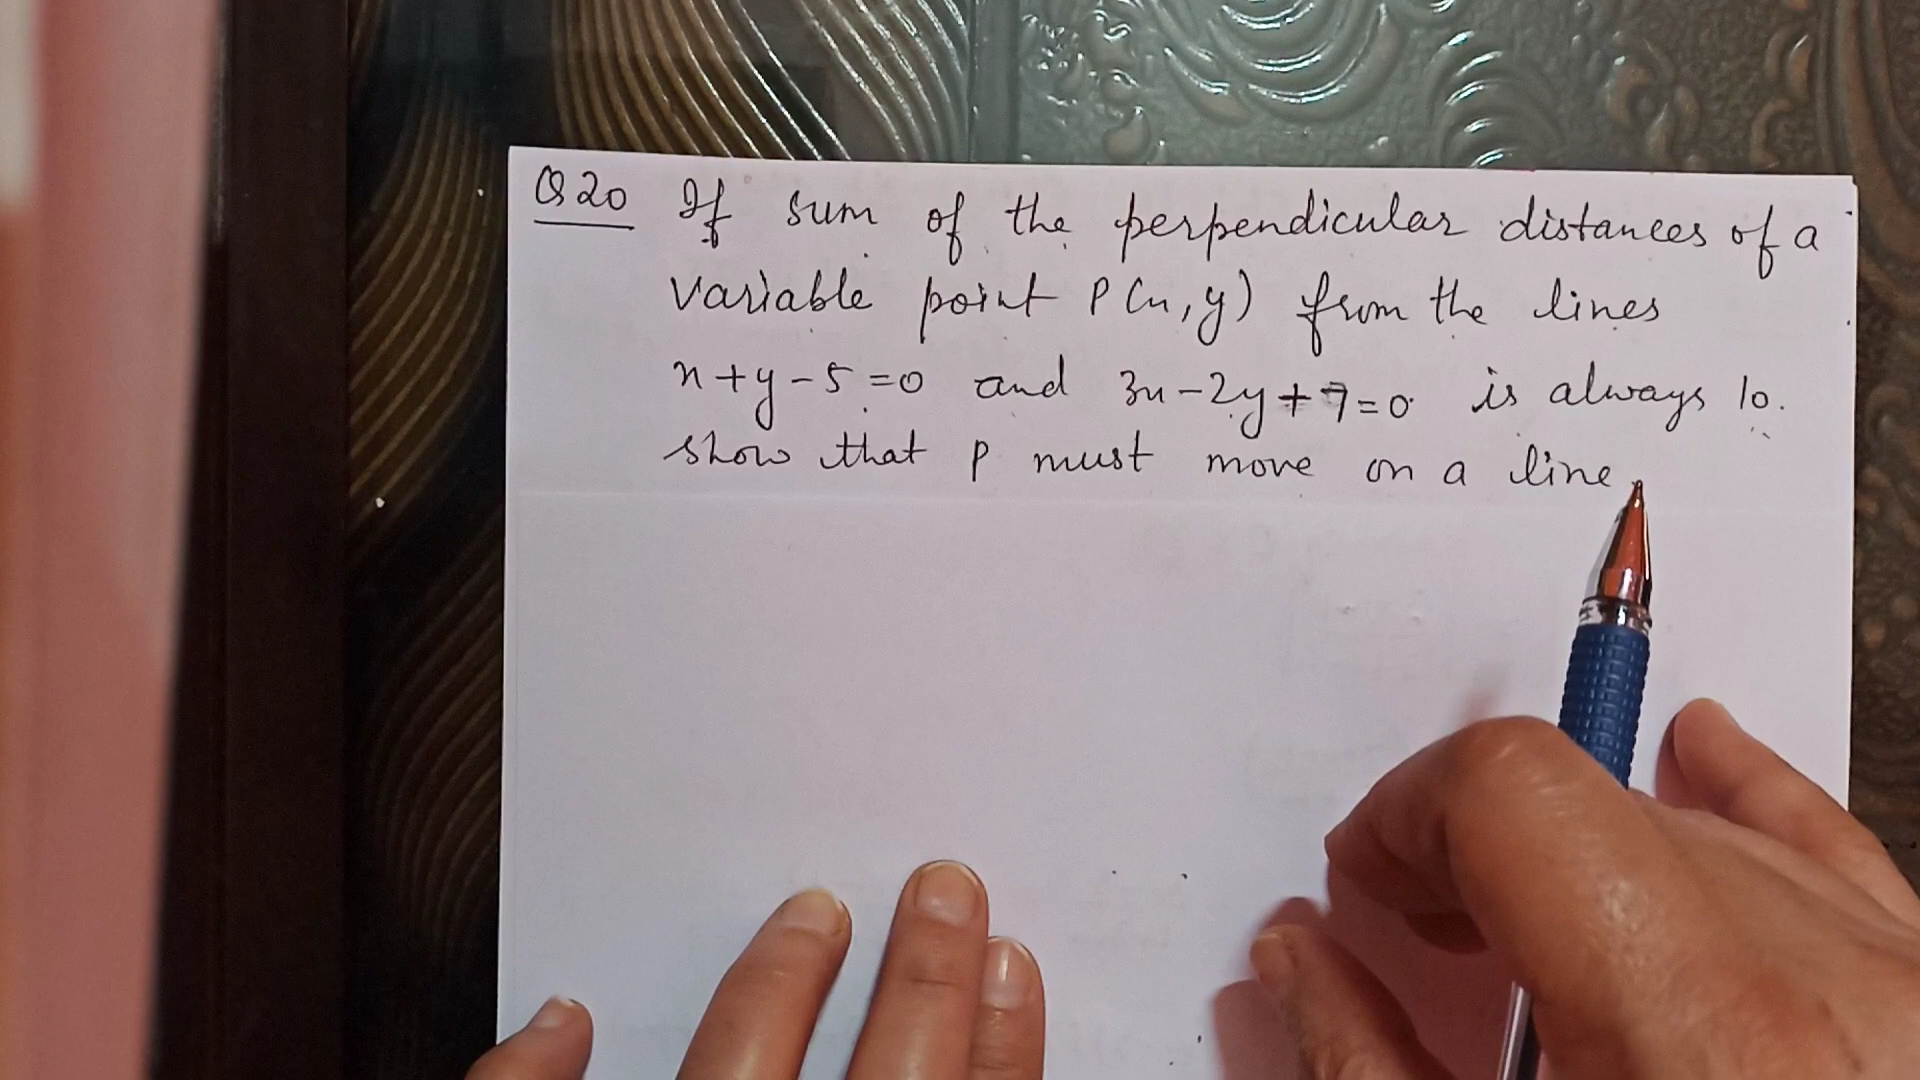 Q20 If sum of the perpendicular distances of a
variable point P(x, y) from the lines
x+y-5=0 and 3x-2y+7=0 is always 10.
show that P must move on a line.